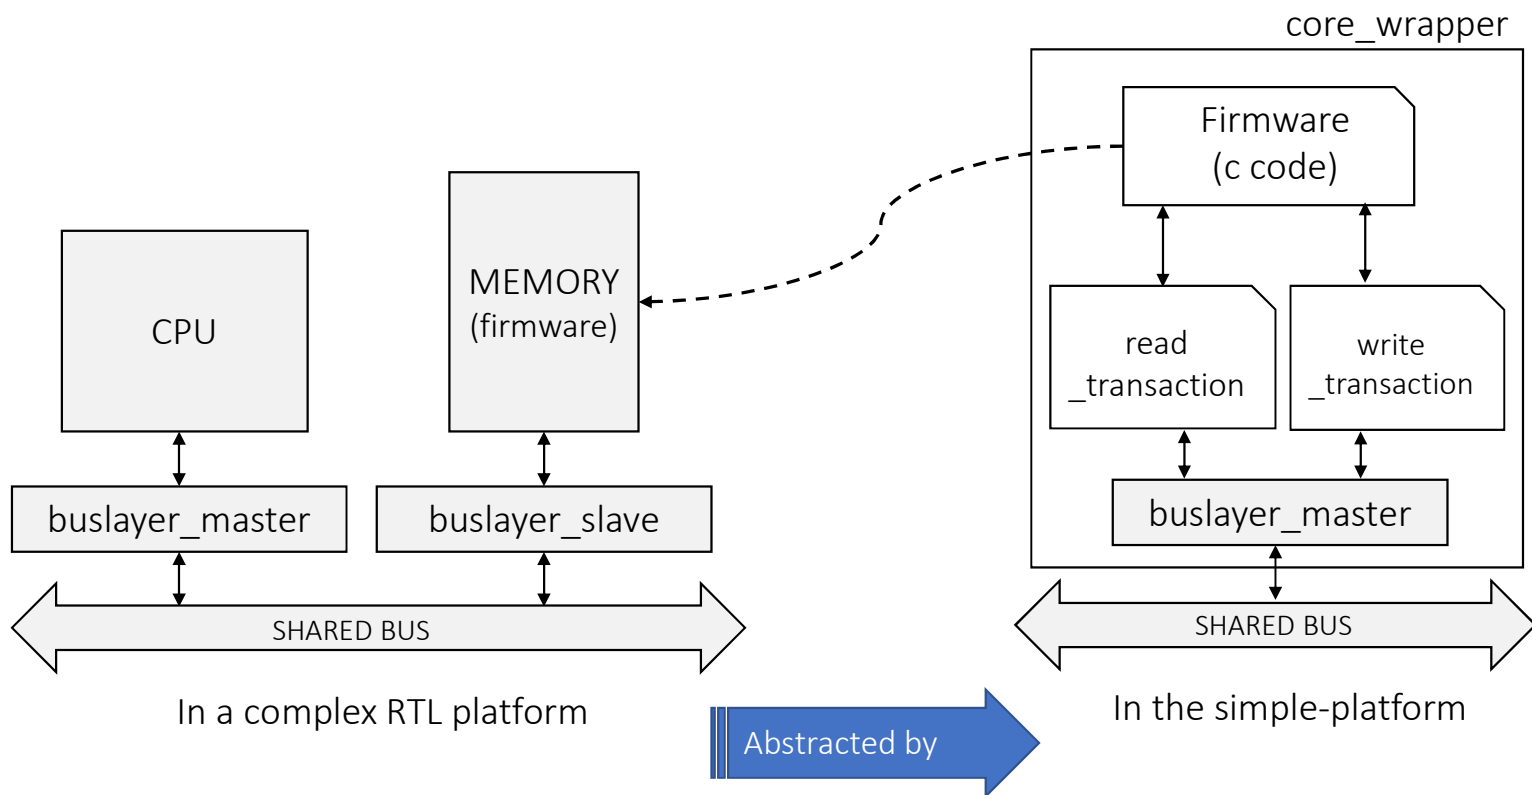 core_wrapper
Firmware
(c code)
MEMORY
(firmware)
CPU
read
_transaction
write
_transaction
buslayer_master
buslayer_slave
buslayer_master
SHARED BUS
SHARED BUS
In a complex RTL platform
In the simple-platform
Abstracted by